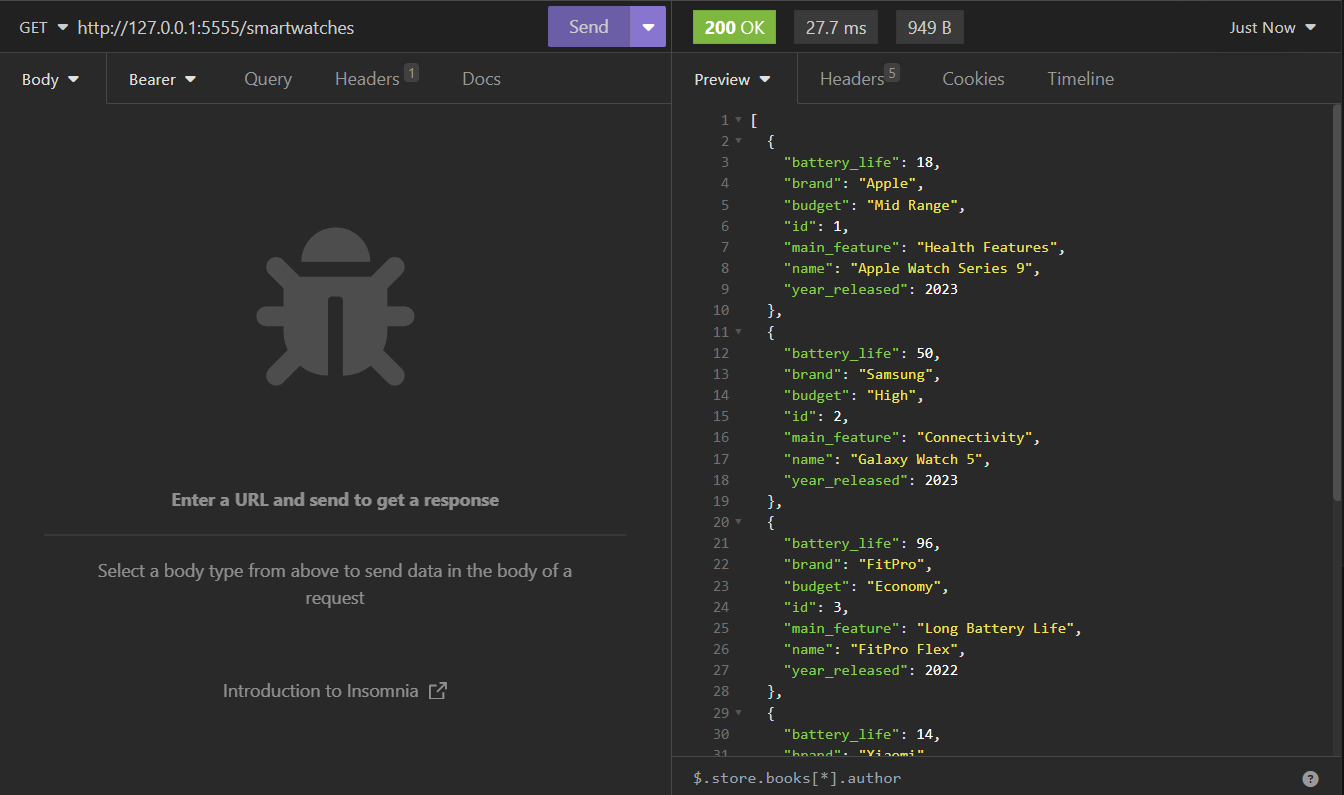 GET http://127.0.0.1:5555/smartwatches Send
200 OK 27.7 ms 949 B Just Now
Body Bearer Query Headers 1 Docs
Preview Headers 5 Cookies Timeline
Enter a URL and send to get a response
Select a body type from above to send data in the body of a
request
Introduction to Insomnia
1 [
2 {
3 "battery_life": 18,
4 "brand": "Apple",
5 "budget": "Mid Range",
6 "id": 1,
7 "main_feature": "Health Features",
8 "name": "Apple Watch Series 9",
9 "year_released": 2023
10 },
11 {
12 "battery_life": 50,
13 "brand": "Samsung",
14 "budget": "High",
15 "id": 2,
16 "main_feature": "Connectivity",
17 "name": "Galaxy Watch 5",
18 "year_released": 2023
19 },
20 {
21 "battery_life": 96,
22 "brand": "FitPro",
23 "budget": "Economy",
24 "id": 3,
25 "main_feature": "Long Battery Life",
26 "name": "FitPro Flex",
27 "year_released": 2022
28 },
29 {
30 "battery_life": 14,
31 "brand": "Xiaomi"
$.store.books[*].author ?